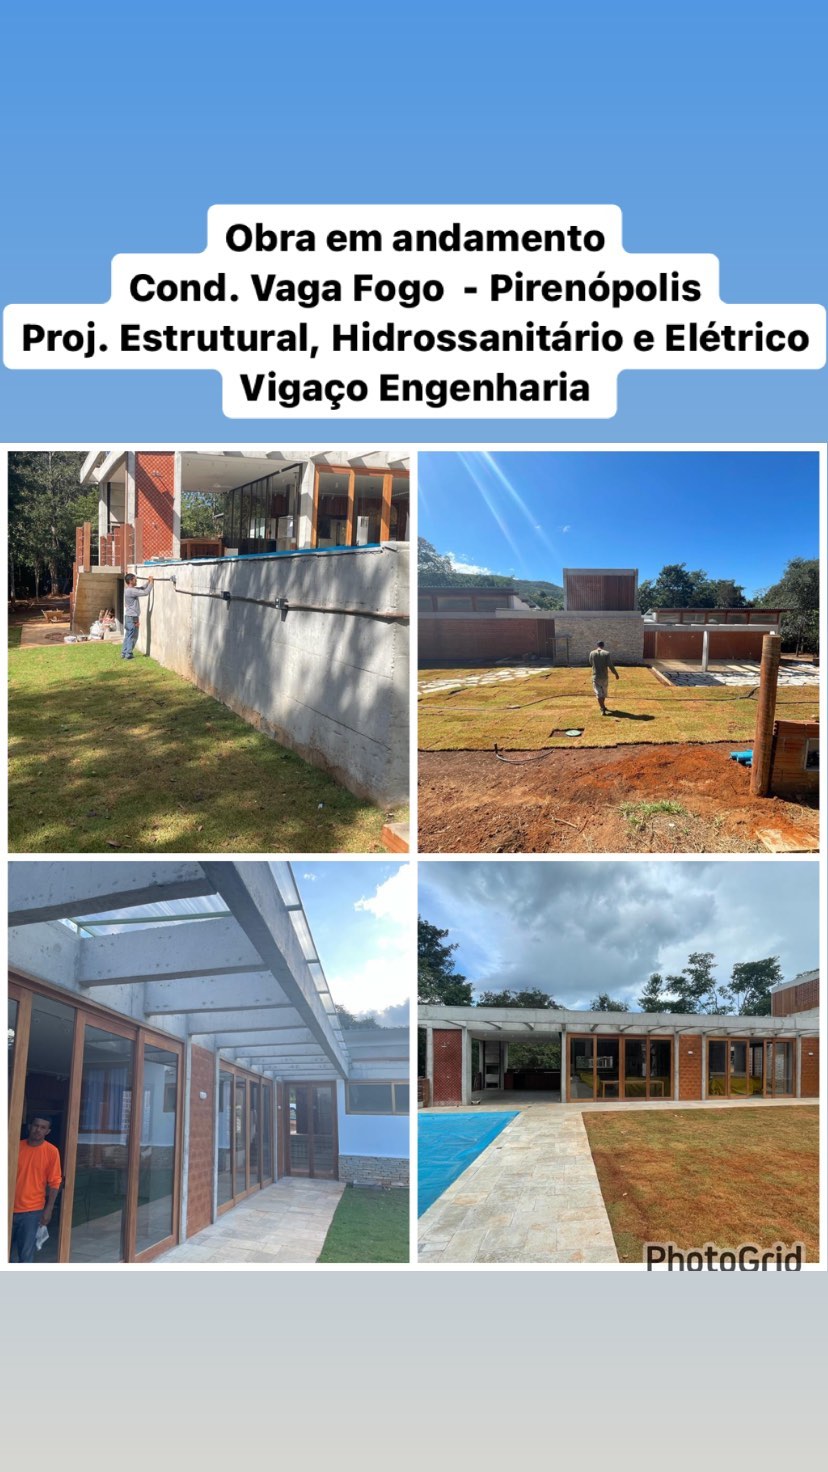 Obra em andamento
Cond. Vaga Fogo - Pirenópolis
Proj. Estrutural, Hidrossanitário e Elétrico
Vigaço Engenharia
PhotoGrid